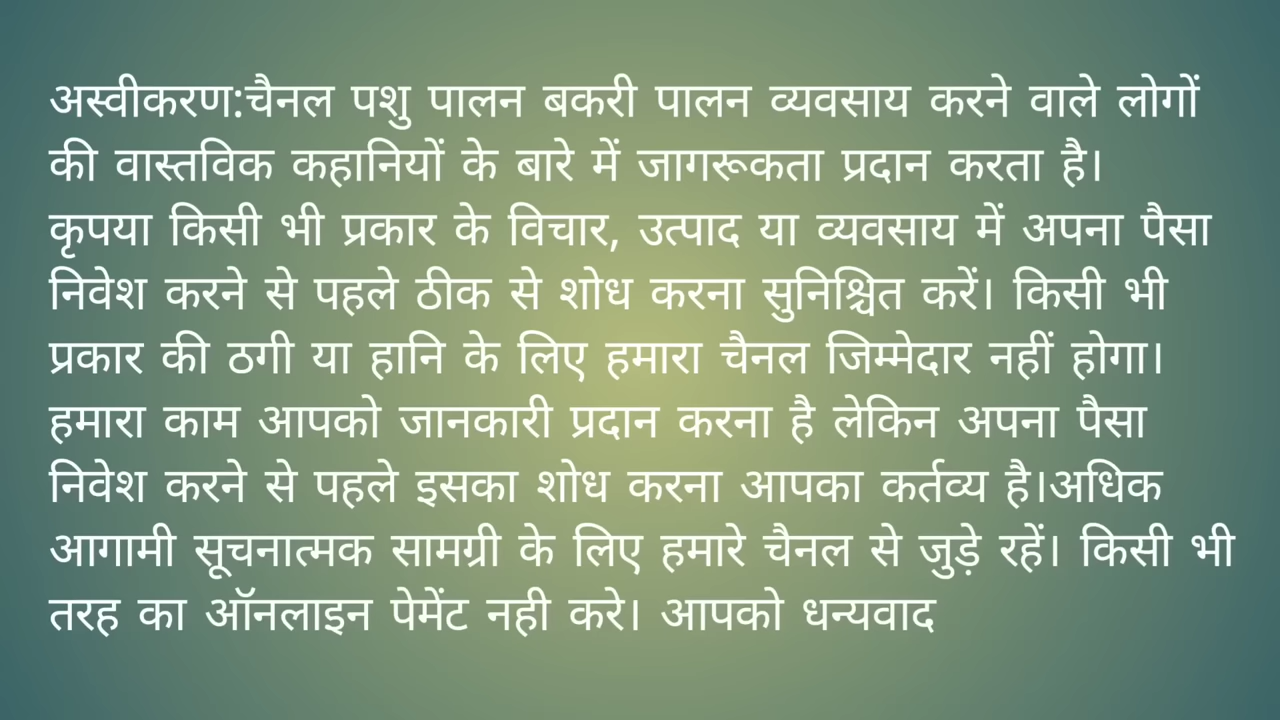 अस्वीकरण:चैनल पशु पालन बकरी पालन व्यवसाय करने वाले लोगों
की वास्तविक कहानियों के बारे में जागरूकता प्रदान करता है।
कृपया किसी भी प्रकार के विचार, उत्पाद या व्यवसाय में अपना पैसा
निवेश करने से पहले ठीक से शोध करना सुनिश्चित करें। किसी भी
प्रकार की ठगी या हानि के लिए हमारा चैनल जिम्मेदार नहीं होगा।
हमारा काम आपको जानकारी प्रदान करना है लेकिन अपना पैसा
निवेश करने से पहले इसका शोध करना आपका कर्तव्य है।अधिक
आगामी सूचनात्मक सामग्री के लिए हमारे चैनल से जुड़े रहें। किसी भी
तरह का ऑनलाइन पेमेंट नही करे। आपको धन्यवाद